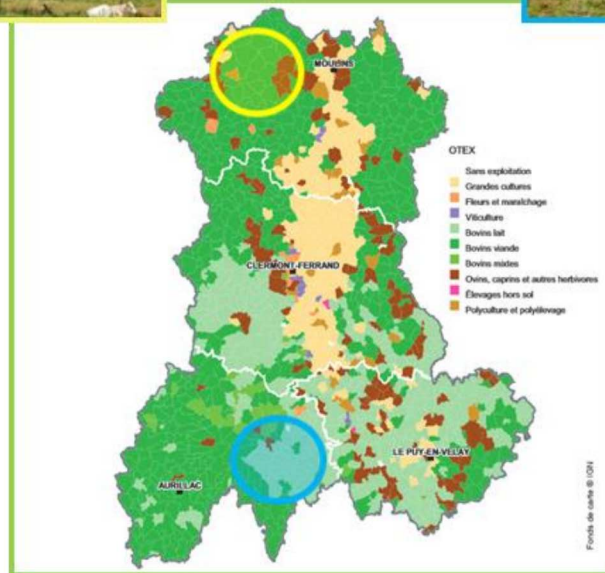 MOULINS
OTEX
Sans exploitation
Grandes cultures
Fleurs et maraîchage
Viticulture
Bovins lait
Bovins viande
Bovins mixtes
Ovins, caprins et autres herbivores
Élevages hors sol
Polyculture et polyélevage
CLERMONT-FERRAND
LE PUY-EN-VELAY
AURILLAC
Fonds de carte © IGN